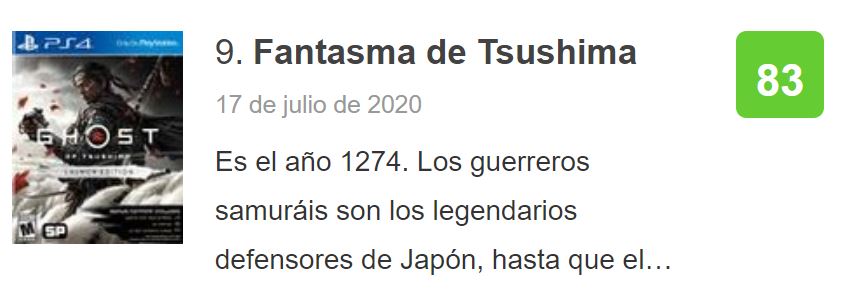 PS4
Only On PlayStation
9. Fantasma de Tsushima
83
17 de julio de 2020
GHOST
OF TSUSHIMA
LAUNCH EDITION
Es el año 1274. Los guerreros
samuráis son los legendarios
defensores de Japón, hasta que el…
M
SP